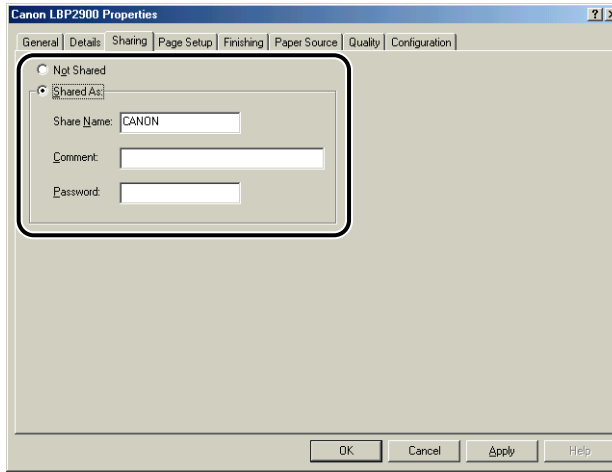 Canon LBP2900 Properties
General Details Sharing Page Setup Finishing Paper Source Quality Configuration
Not Shared
Shared As:
Share Name: CANON
Comment:
Password:
OK Cancel Apply Help